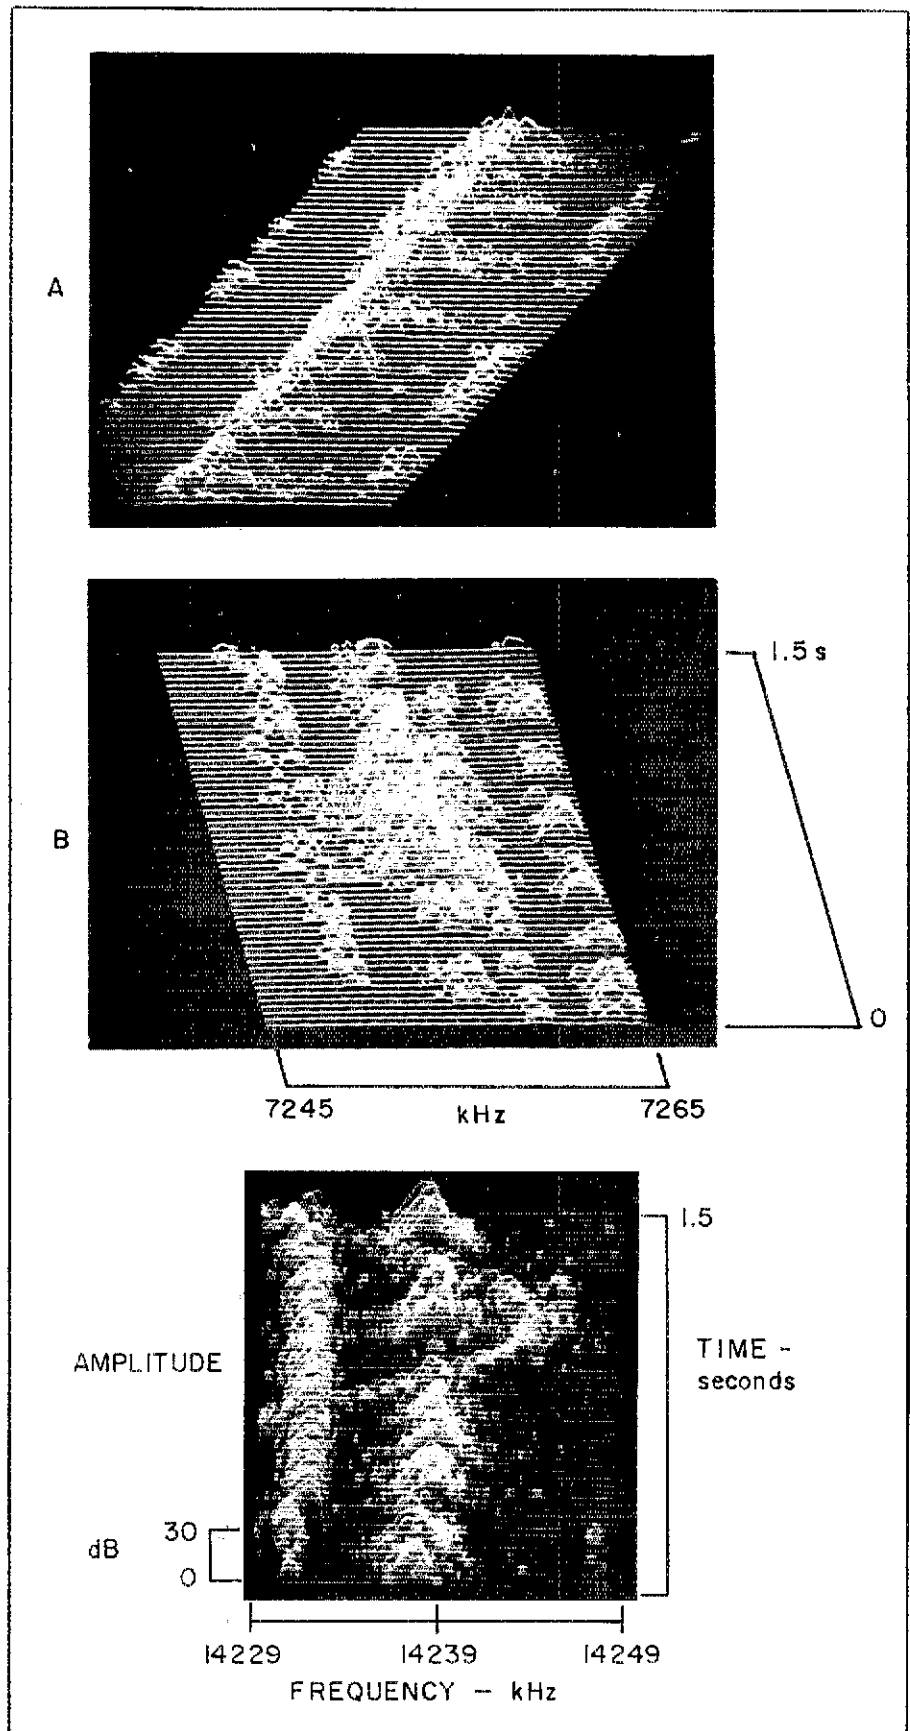 A
B
1.5 s
0
7245 kHz 7265
1.5
AMPLITUDE
TIME –
seconds
dB
30
0
14229 14239 14249
FREQUENCY – kHz